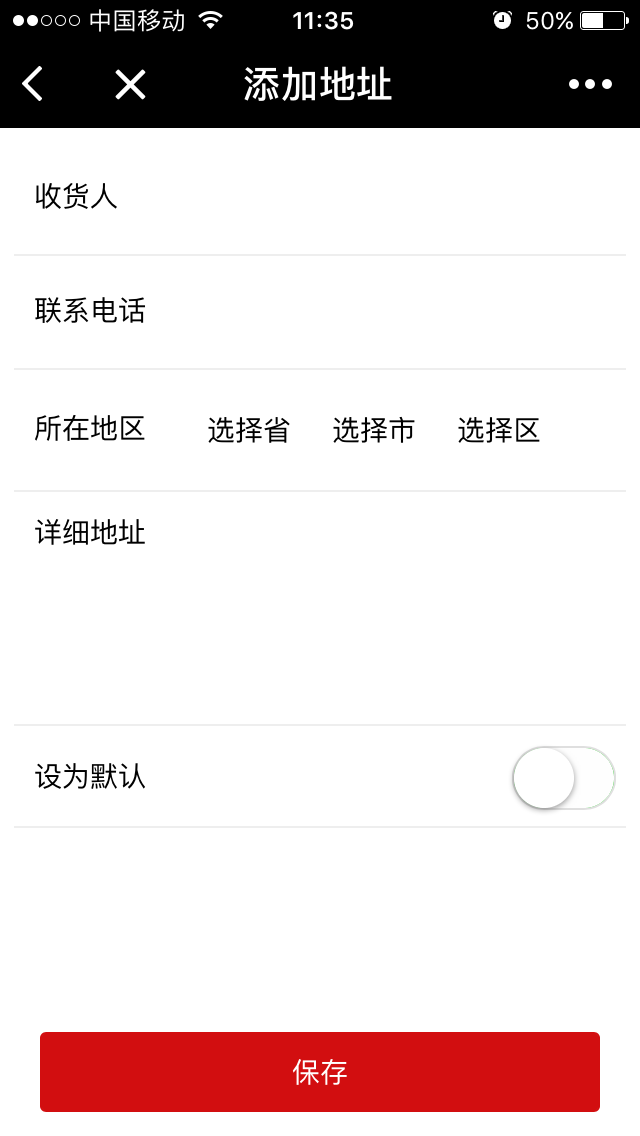 中国移动 11:35 50%
添加地址
收货人
联系电话
所在地区 选择省 选择市 选择区
详细地址
设为默认
保存